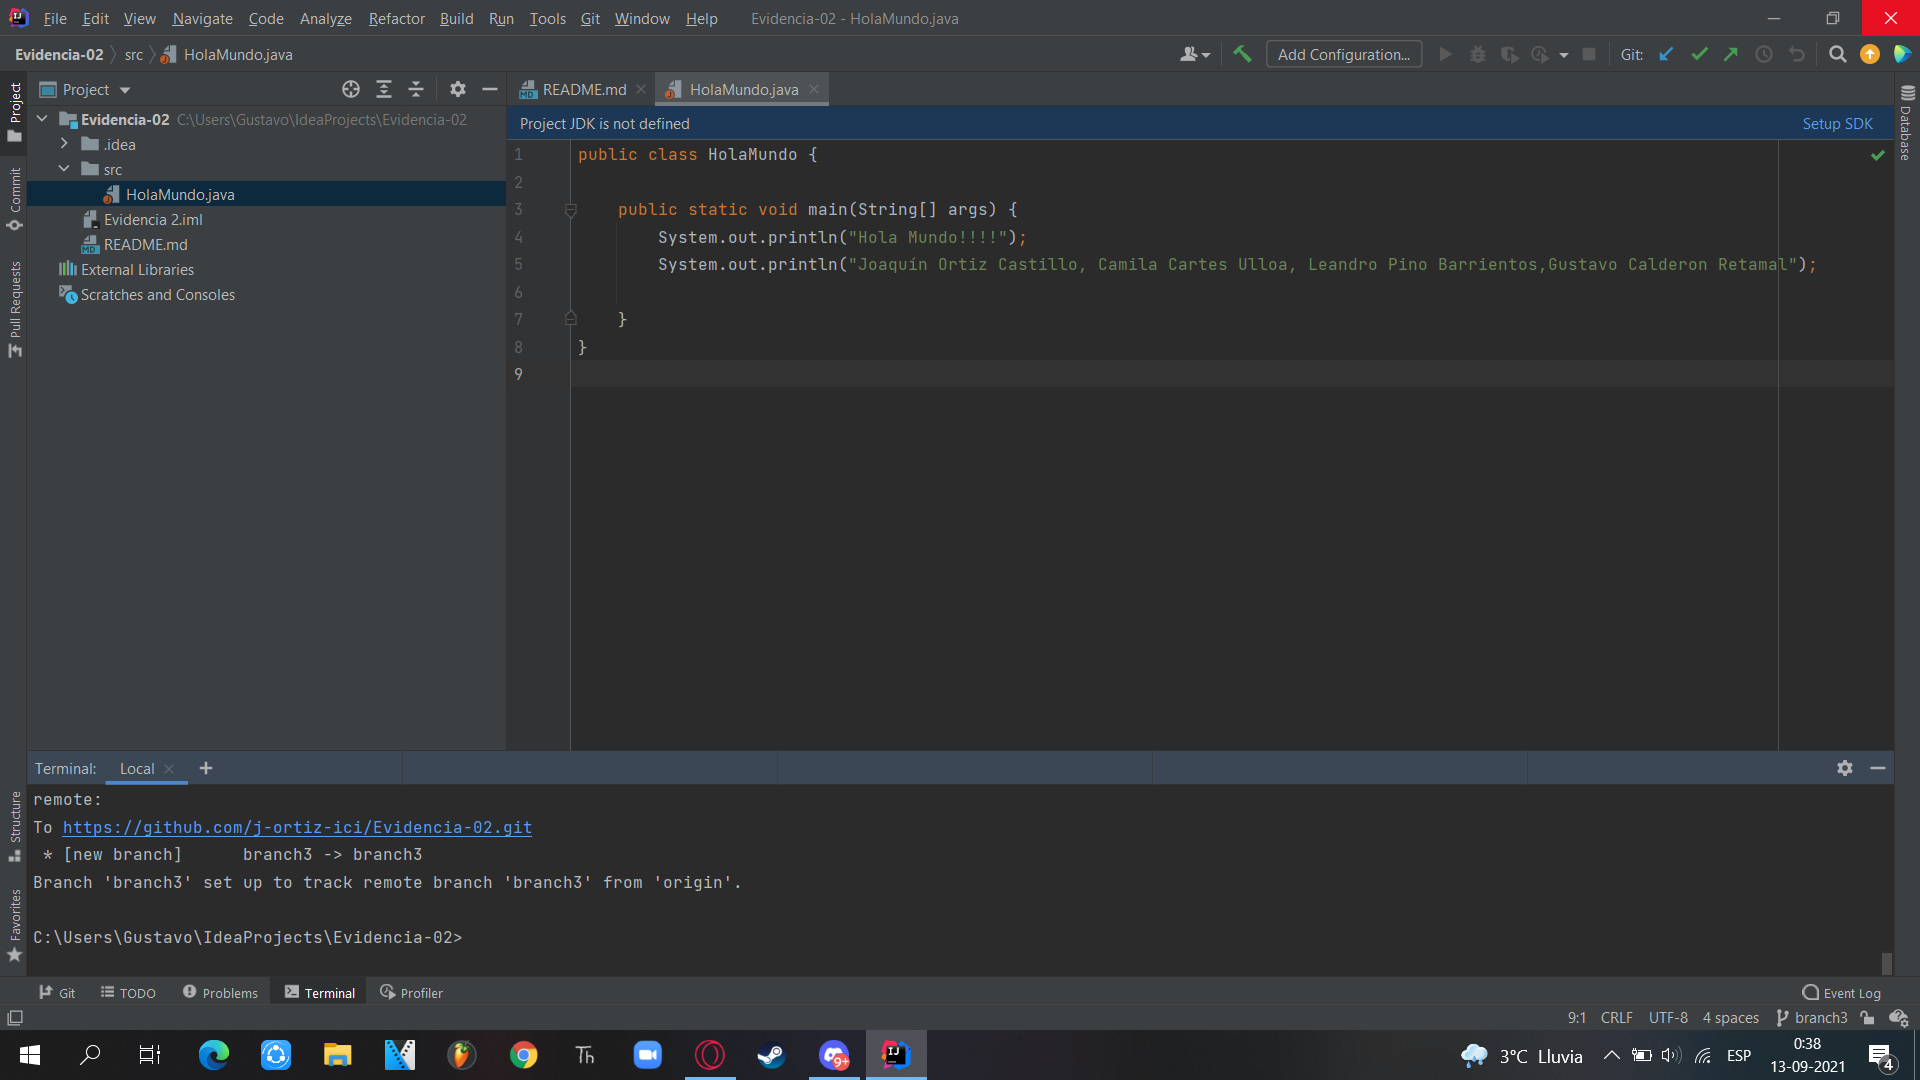 File Edit View Navigate Code Analyze Refactor Build Run Tools Git Window Help Evidencia-02 - HolaMundo.java
Evidencia-02 src HolaMundo.java Add Configuration... Git:
Project
Project
Commit
Pull Requests
Structure
Favorites
Evidencia-02 C:\Users\Gustavo\IdeaProjects\Evidencia-02
.idea
src
HolaMundo.java
Evidencia 2.iml
README.md
External Libraries
Scratches and Consoles
README.md HolaMundo.java
Project JDK is not defined Setup SDK
Database
1 public class HolaMundo {
2
3 public static void main(String[] args) {
4 System.out.println("Hola Mundo!!!!");
5 System.out.println("Joaquin Ortiz Castillo, Camila Cartes Ulloa, Leandro Pino Barrientos,Gustavo Calderon Retamal");
6
7 }
8 }
9
Terminal: Local
remote:
To https://github.com/j-ortiz-ici/Evidencia-02.git
* [new branch] branch3 -> branch3
Branch 'branch3' set up to track remote branch 'branch3' from 'origin'.
C:\Users\Gustavo\IdeaProjects\Evidencia-02>
Git TODO Problems Terminal Profiler Event Log
9:1 CRLF UTF-8 4 spaces branch3
Th 9+ IJ 3°C Lluvia ESP 0:38
13-09-2021 4